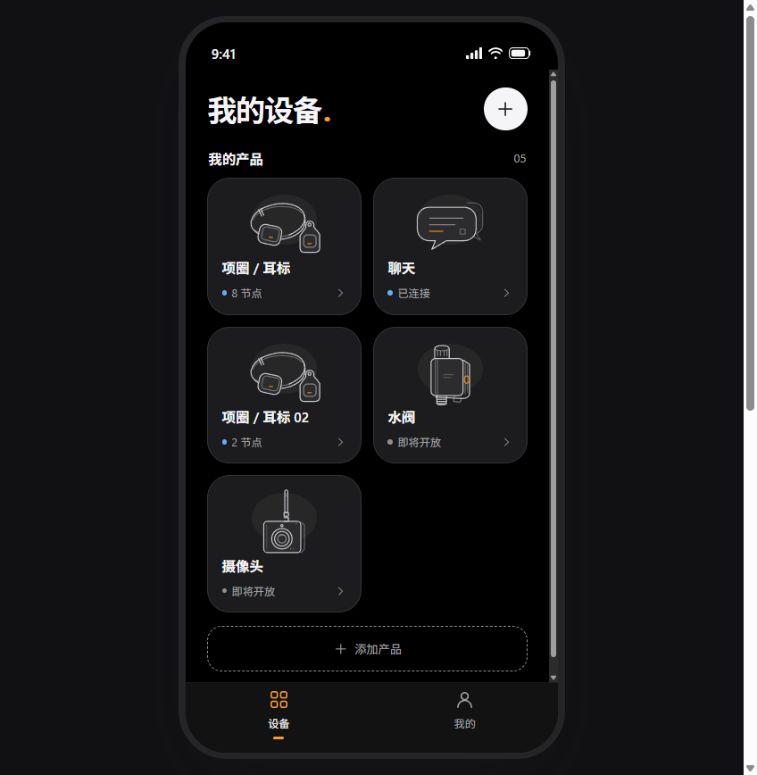 9:41
我的设备.
我的产品 05
项圈 / 耳标
8 节点
聊天
已连接
项圈 / 耳标 02
2 节点
水阀
即将开放
摄像头
即将开放
+ 添加产品
设备
我的